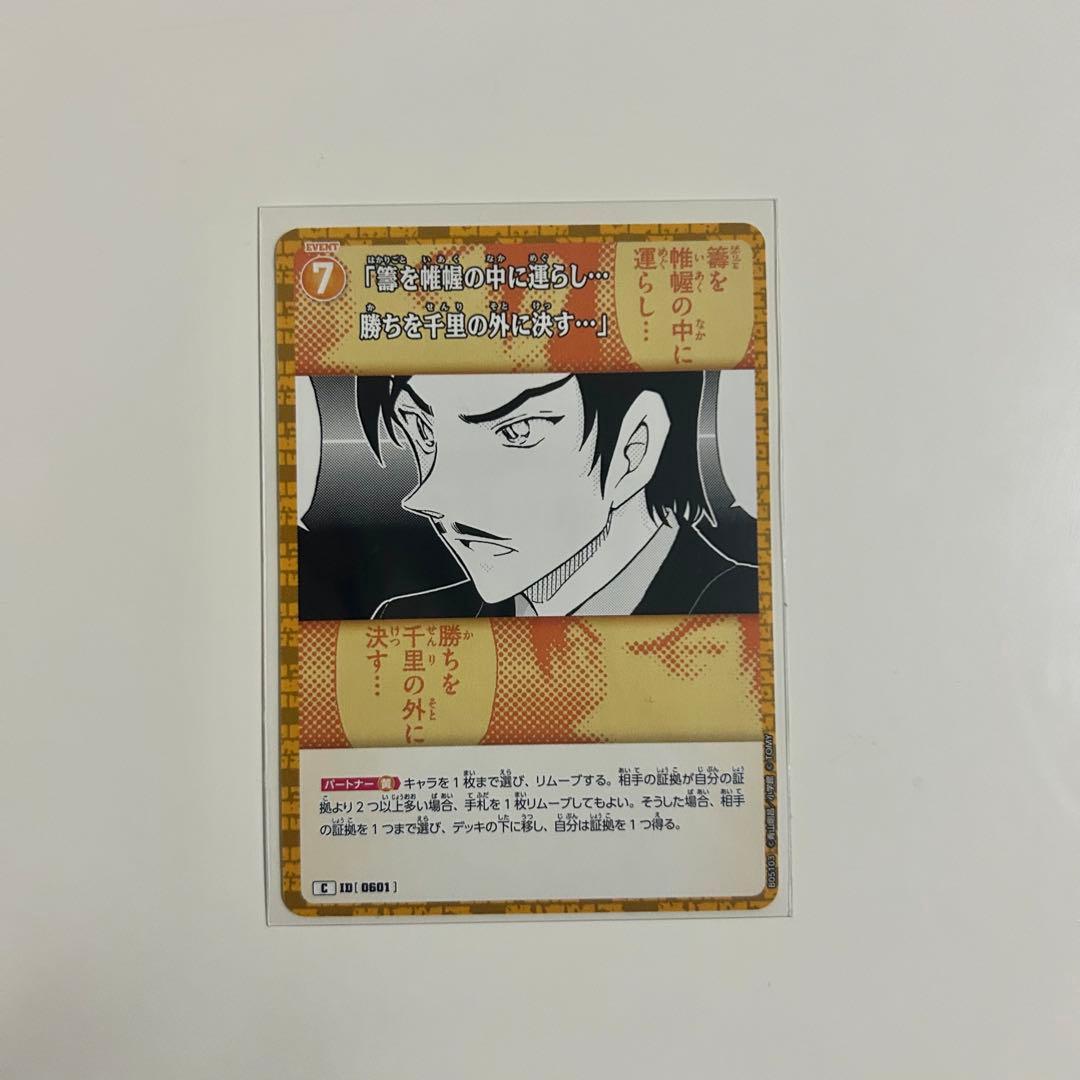 EVENT
7
「籌を帷幄の中に運らし…
勝ちを千里の外に決す…」
籌を
帷幄の中に
運らし…
勝ちを
千里の外に
決す…
パートナー 黄 キャラを1枚まで選び、リムーブする。相手の証拠が自分の証
拠より2つ以上多い場合、手札を1枚リムーブしてもよい。そうした場合、相手
の証拠を1つまで選び、デッキの下に移し、自分は証拠を1つ得る。
C ID[ 0601 ]
B05103 ©青山剛昌/小学館 ©TOMY